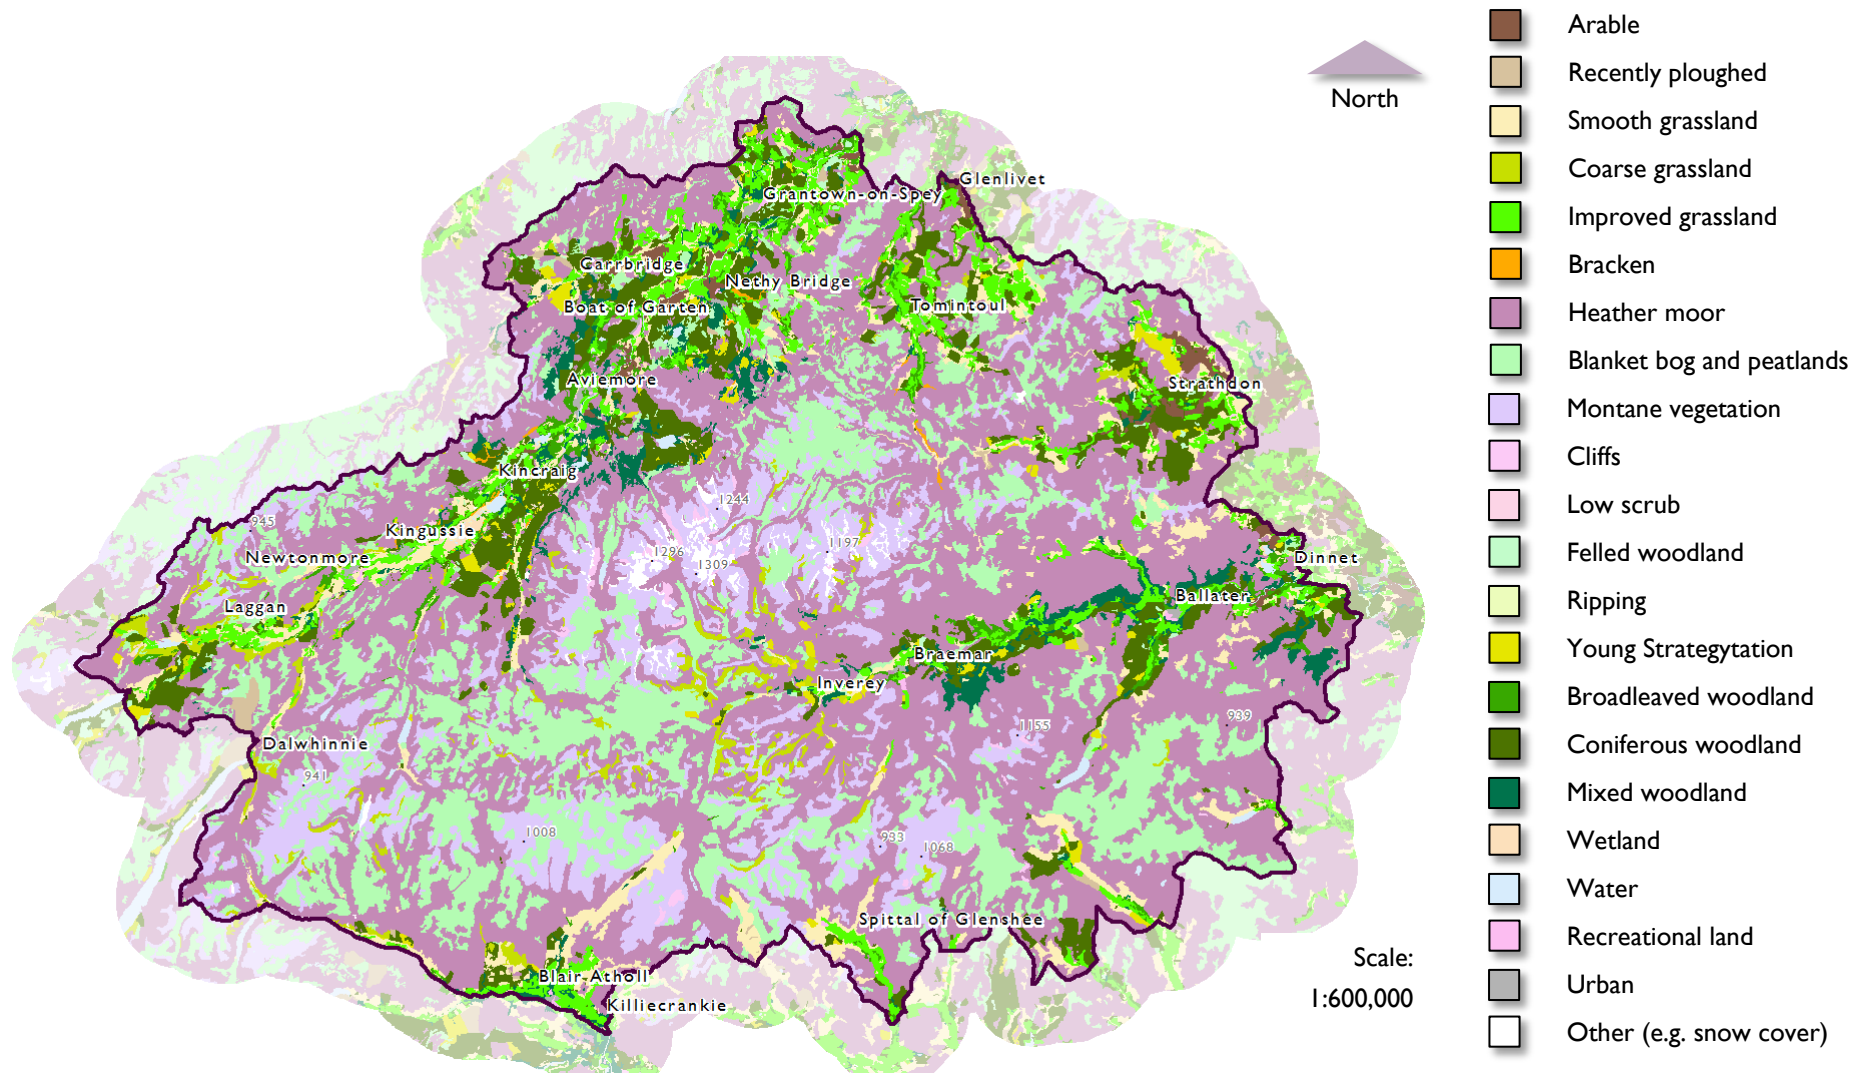 North
Glenlivet
Grantown-on-Spey
Carrbridge
Nethy Bridge
Boat of Garten
Tomintoul
Aviemore
Strathdon
Kincraig
1244
945
Kingussie
Newtonmore
1296
1197
1309
Dinnet
Laggan
Ballater
Braemar
Inverey
1155
939
Dalwhinnie
941
1008
933
1068
Spittal of Glenshee
Blair Atholl
Killiecrankie
Scale:
1:600,000
Arable
Recently ploughed
Smooth grassland
Coarse grassland
Improved grassland
Bracken
Heather moor
Blanket bog and peatlands
Montane vegetation
Cliffs
Low scrub
Felled woodland
Ripping
Young Strategytation
Broadleaved woodland
Coniferous woodland
Mixed woodland
Wetland
Water
Recreational land
Urban
Other (e.g. snow cover)